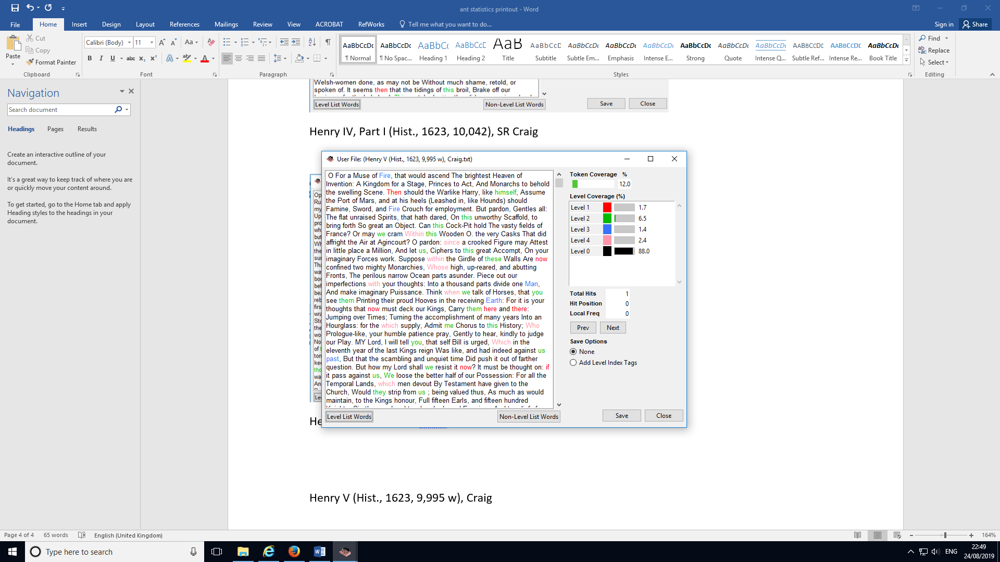 ant statistics printout - Word
File Home Insert Design Layout References Mailings Review View ACROBAT RefWorks Tell me what you want to do... Sign in Share
Paste Cut Copy Format Painter
Clipboard
Calibri (Body) 11
B I U abc X₂ X²
Font
Paragraph
AaBbCcDc AaBbCcDc AaBbCc AaBbCcD AaB AaBbCcD AaBbCcDc AaBbCcDc AaBbCcDc AaBbCcDc AaBbCcDc AaBbCcDc AABBCCDE AABBCCDE AaBbCcDc
¶ Normal ¶ No Spac... Heading 1 Heading 2 Title Subtitle Subtle Em... Emphasis Intense E... Strong Quote Intense Q... Subtle Ref... Intense Re... Book Title
Styles
Find
Replace
Select
Editing
Navigation
Search document
Headings Pages Results
Create an interactive outline of your
document.
It's a great way to keep track of where you are
or quickly move your content around.
To get started, go to the Home tab and apply
Heading styles to the headings in your
document.
Welsh-women done, as may not be Without much shame, retold, or
spoken of. It seems then that the tidings of this broil, Brake off our
Level List Words Non-Level List Words Save Close
Henry IV, Part I (Hist., 1623, 10,042), SR Craig
User File: (Henry V (Hist., 1623, 9,995 w), Craig.txt)
O For a Muse of Fire, that would ascend The brightest Heaven of
Invention: A Kingdom for a Stage, Princes to Act, And Monarchs to behold
the swelling Scene. Then should the Warlike Harry, like himself, Assume
the Port of Mars, and at his heels (Leashed in, like Hounds) should
Famine, Sword, and Fire Crouch for employment. But pardon, Gentles all:
The flat unraised Spirits, that hath dared, On this unworthy Scaffold, to
bring forth So great an Object. Can this Cock-Pit hold The vasty fields of
France? Or may we cram Within this Wooden O. the very Casks That did
affright the Air at Agincourt? O pardon: since a crooked Figure may Attest
in little place a Million, And let us, Ciphers to this great Accompt, On your
imaginary Forces work. Suppose within the Girdle of these Walls Are now
confined two mighty Monarchies, Whose high, up-reared, and abutting
Fronts, The perilous narrow Ocean parts asunder. Piece out our
imperfections with your thoughts: Into a thousand parts divide one Man,
And make imaginary Puissance. Think when we talk of Horses, that you
see them Printing their proud Hooves in the receiving Earth: For it is your
thoughts that now must deck our Kings, Carry them here and there:
Jumping over Times; Turning the accomplishment of many years Into an
Hourglass: for the which supply, Admit me Chorus to this History; Who
Prologue-like, your humble patience pray, Gently to hear, kindly to judge
our Play. MY Lord, I will tell you, that self Bill is urged, Which in the
eleventh year of the last Kings reign Was like, and had indeed against us
past, But that the scambling and unquiet time Did push it out of farther
question. But how my Lord shall we resist it now? It must be thought on: if
it pass against us, We loose the better half of our Possession: For all the
Temporal Lands, which men devout By Testament have given to the
Church, Would they strip from us ; being valued thus, As much as would
maintain, to the Kings honour, Full fifteen Earls, and fifteen hundred
Level List Words Non-Level List Words Save Close
Token Coverage %
12.0
Level Coverage (%)
Level 1 1.7
Level 2 6.5
Level 3 1.4
Level 4 2.4
Level 0 88.0
Total Hits 1
Hit Position 0
Local Freq 0
Prev Next
Save Options
None
Add Level Index Tags
Henry V (Hist., 1623, 9,995 w), Craig
Page 4 of 4 65 words English (United Kingdom) 164%
Type here to search
ENG
22:49
24/08/2019